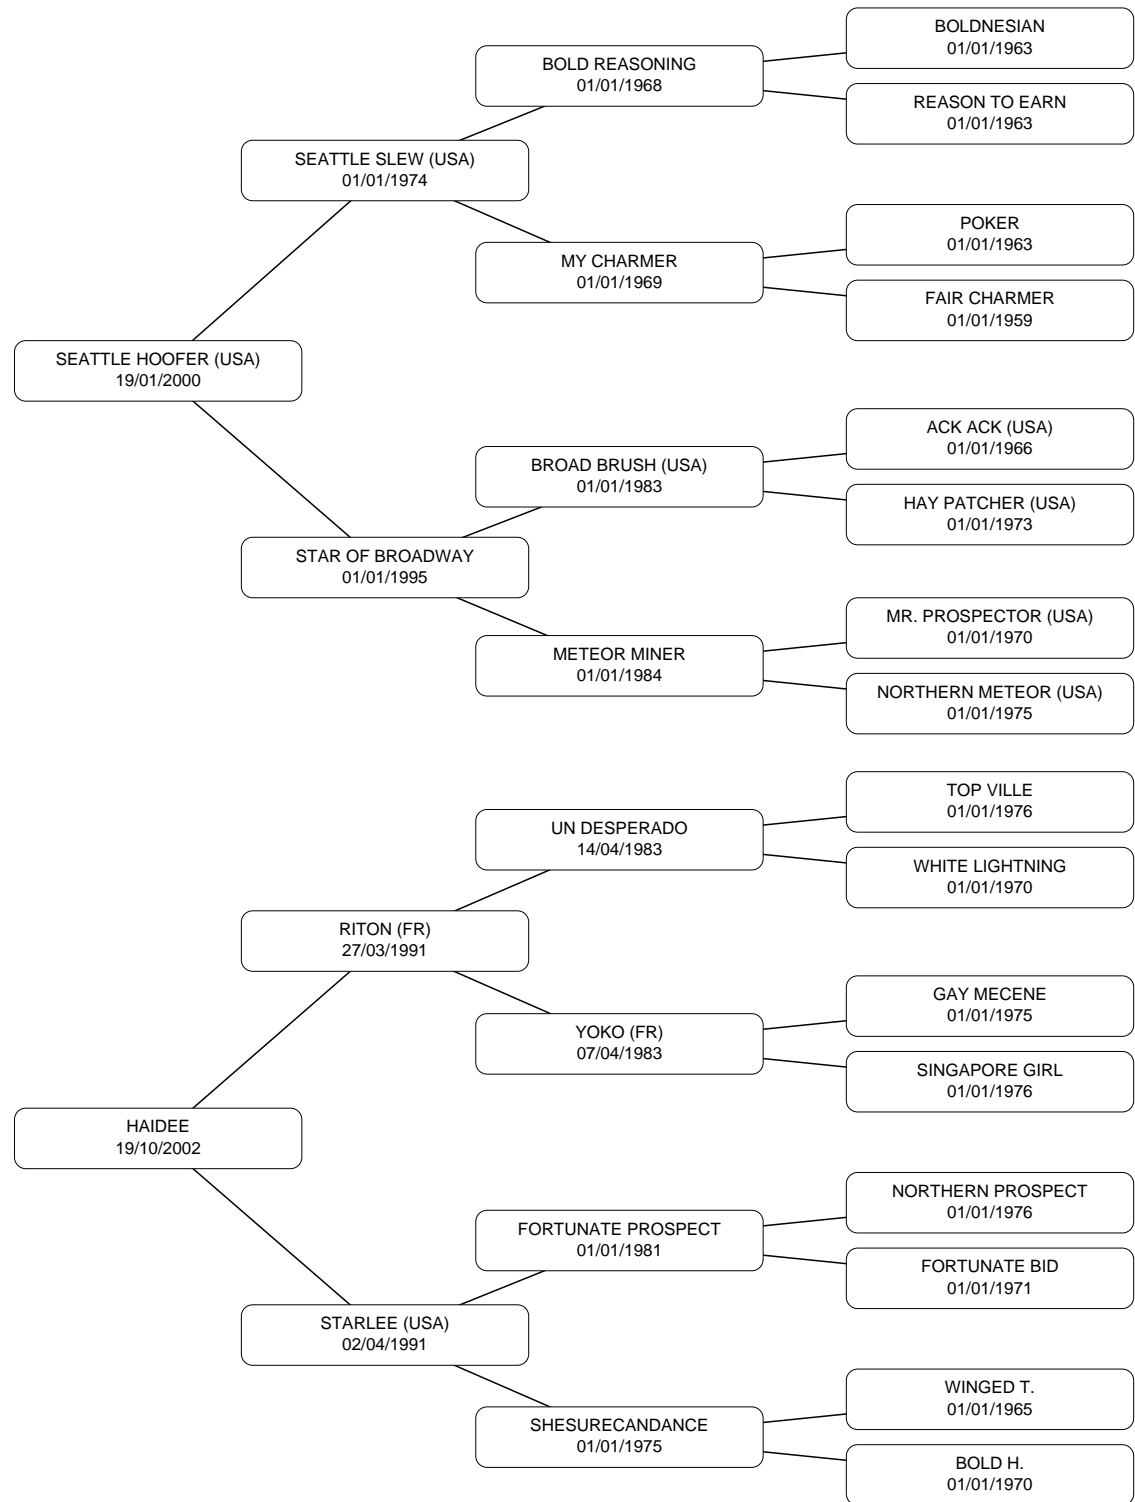 BOLDNESIAN
01/01/1963
BOLD REASONING
01/01/1968
REASON TO EARN
01/01/1963
SEATTLE SLEW (USA)
01/01/1974
POKER
01/01/1963
MY CHARMER
01/01/1969
FAIR CHARMER
01/01/1959
SEATTLE HOOFER (USA)
19/01/2000
ACK ACK (USA)
01/01/1966
BROAD BRUSH (USA)
01/01/1983
HAY PATCHER (USA)
01/01/1973
STAR OF BROADWAY
01/01/1995
MR. PROSPECTOR (USA)
01/01/1970
METEOR MINER
01/01/1984
NORTHERN METEOR (USA)
01/01/1975
TOP VILLE
01/01/1976
UN DESPERADO
14/04/1983
WHITE LIGHTNING
01/01/1970
RITON (FR)
27/03/1991
GAY MECENE
01/01/1975
YOKO (FR)
07/04/1983
SINGAPORE GIRL
01/01/1976
HAIDEE
19/10/2002
NORTHERN PROSPECT
01/01/1976
FORTUNATE PROSPECT
01/01/1981
FORTUNATE BID
01/01/1971
STARLEE (USA)
02/04/1991
WINGED T.
01/01/1965
SHESURECANDANCE
01/01/1975
BOLD H.
01/01/1970